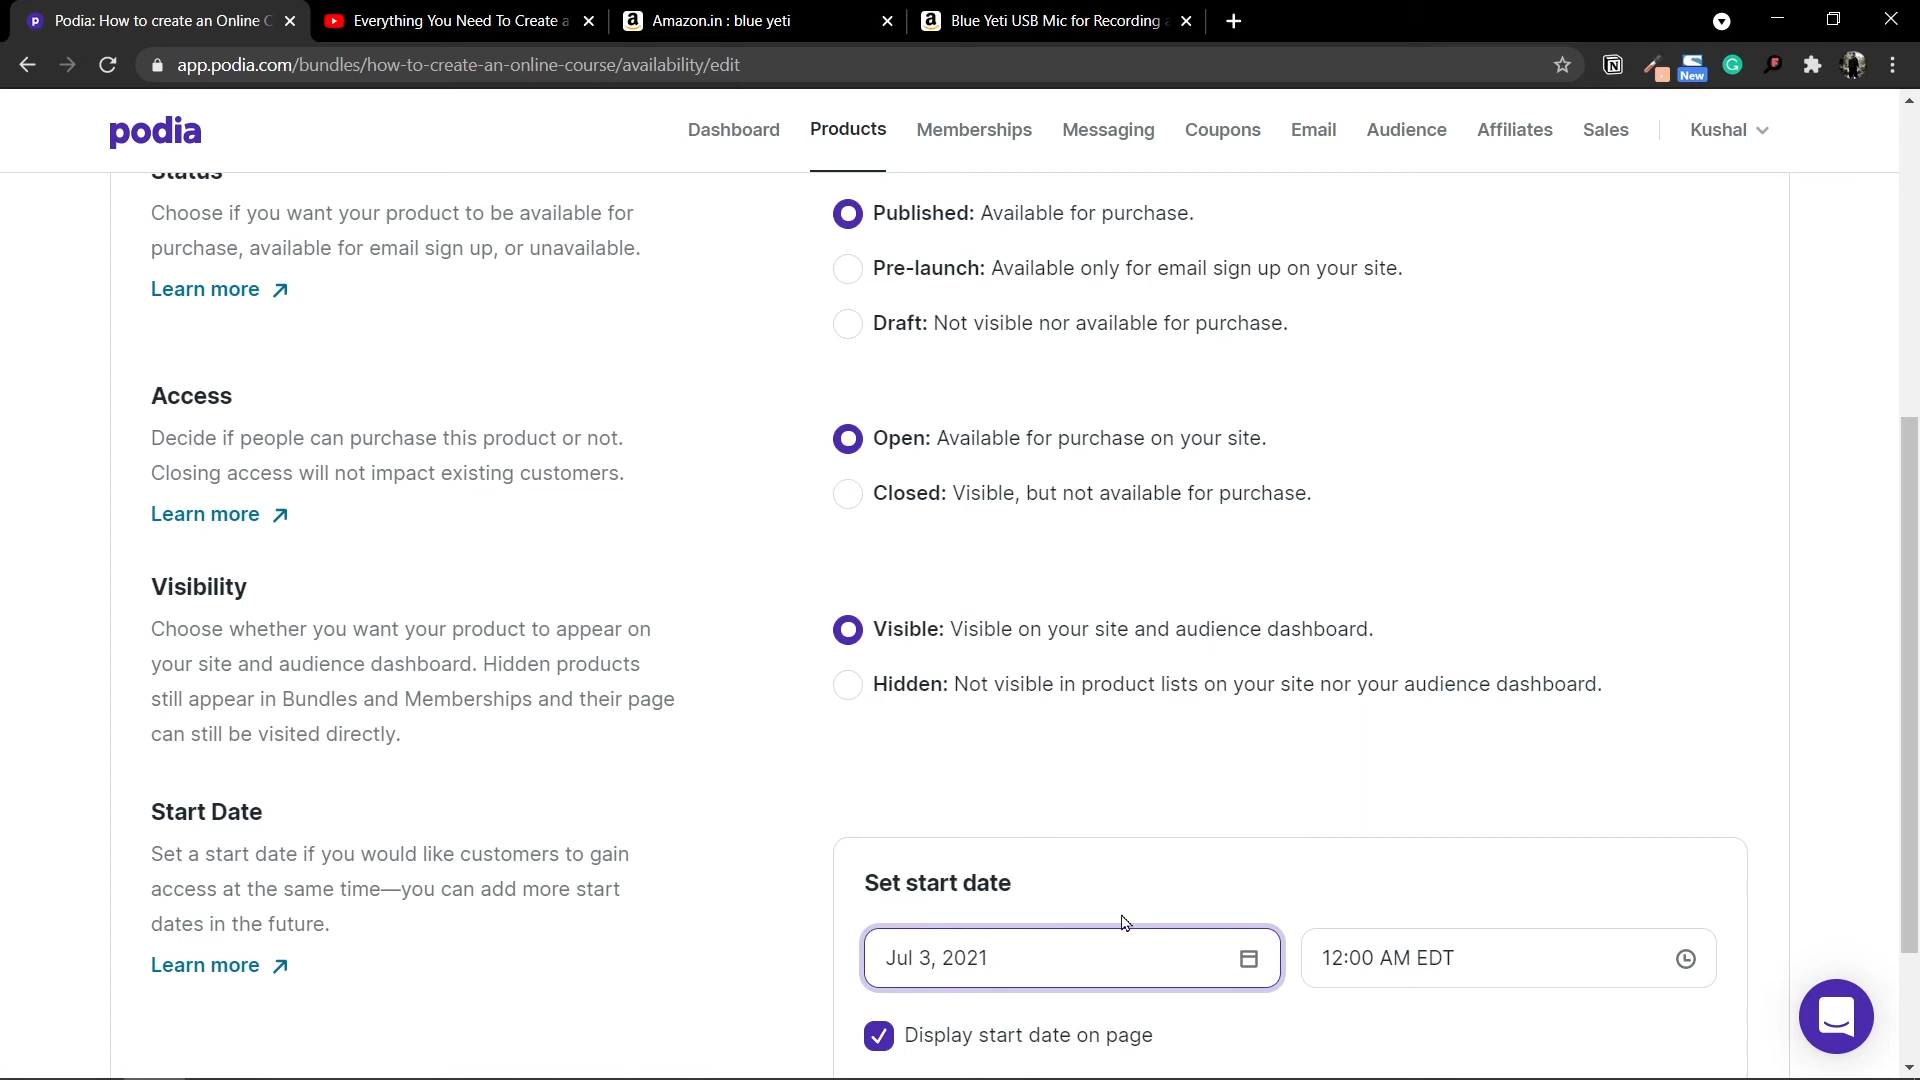 Podia: How to create an Online C
Everything You Need To Create a
Amazon.in : blue yeti
Blue Yeti USB Mic for Recording a
app.podia.com/bundles/how-to-create-an-online-course/availability/edit
New
podia
Dashboard
Products
Memberships
Messaging
Coupons
Email
Audience
Affiliates
Sales
Kushal
Status
Choose if you want your product to be available for
purchase, available for email sign up, or unavailable.
Learn more
Published: Available for purchase.
Pre-launch: Available only for email sign up on your site.
Draft: Not visible nor available for purchase.
Access
Decide if people can purchase this product or not.
Closing access will not impact existing customers.
Learn more
Open: Available for purchase on your site.
Closed: Visible, but not available for purchase.
Visibility
Choose whether you want your product to appear on
your site and audience dashboard. Hidden products
still appear in Bundles and Memberships and their page
can still be visited directly.
Visible: Visible on your site and audience dashboard.
Hidden: Not visible in product lists on your site nor your audience dashboard.
Start Date
Set a start date if you would like customers to gain
access at the same time—you can add more start
dates in the future.
Learn more
Set start date
Jul 3, 2021
12:00 AM EDT
Display start date on page